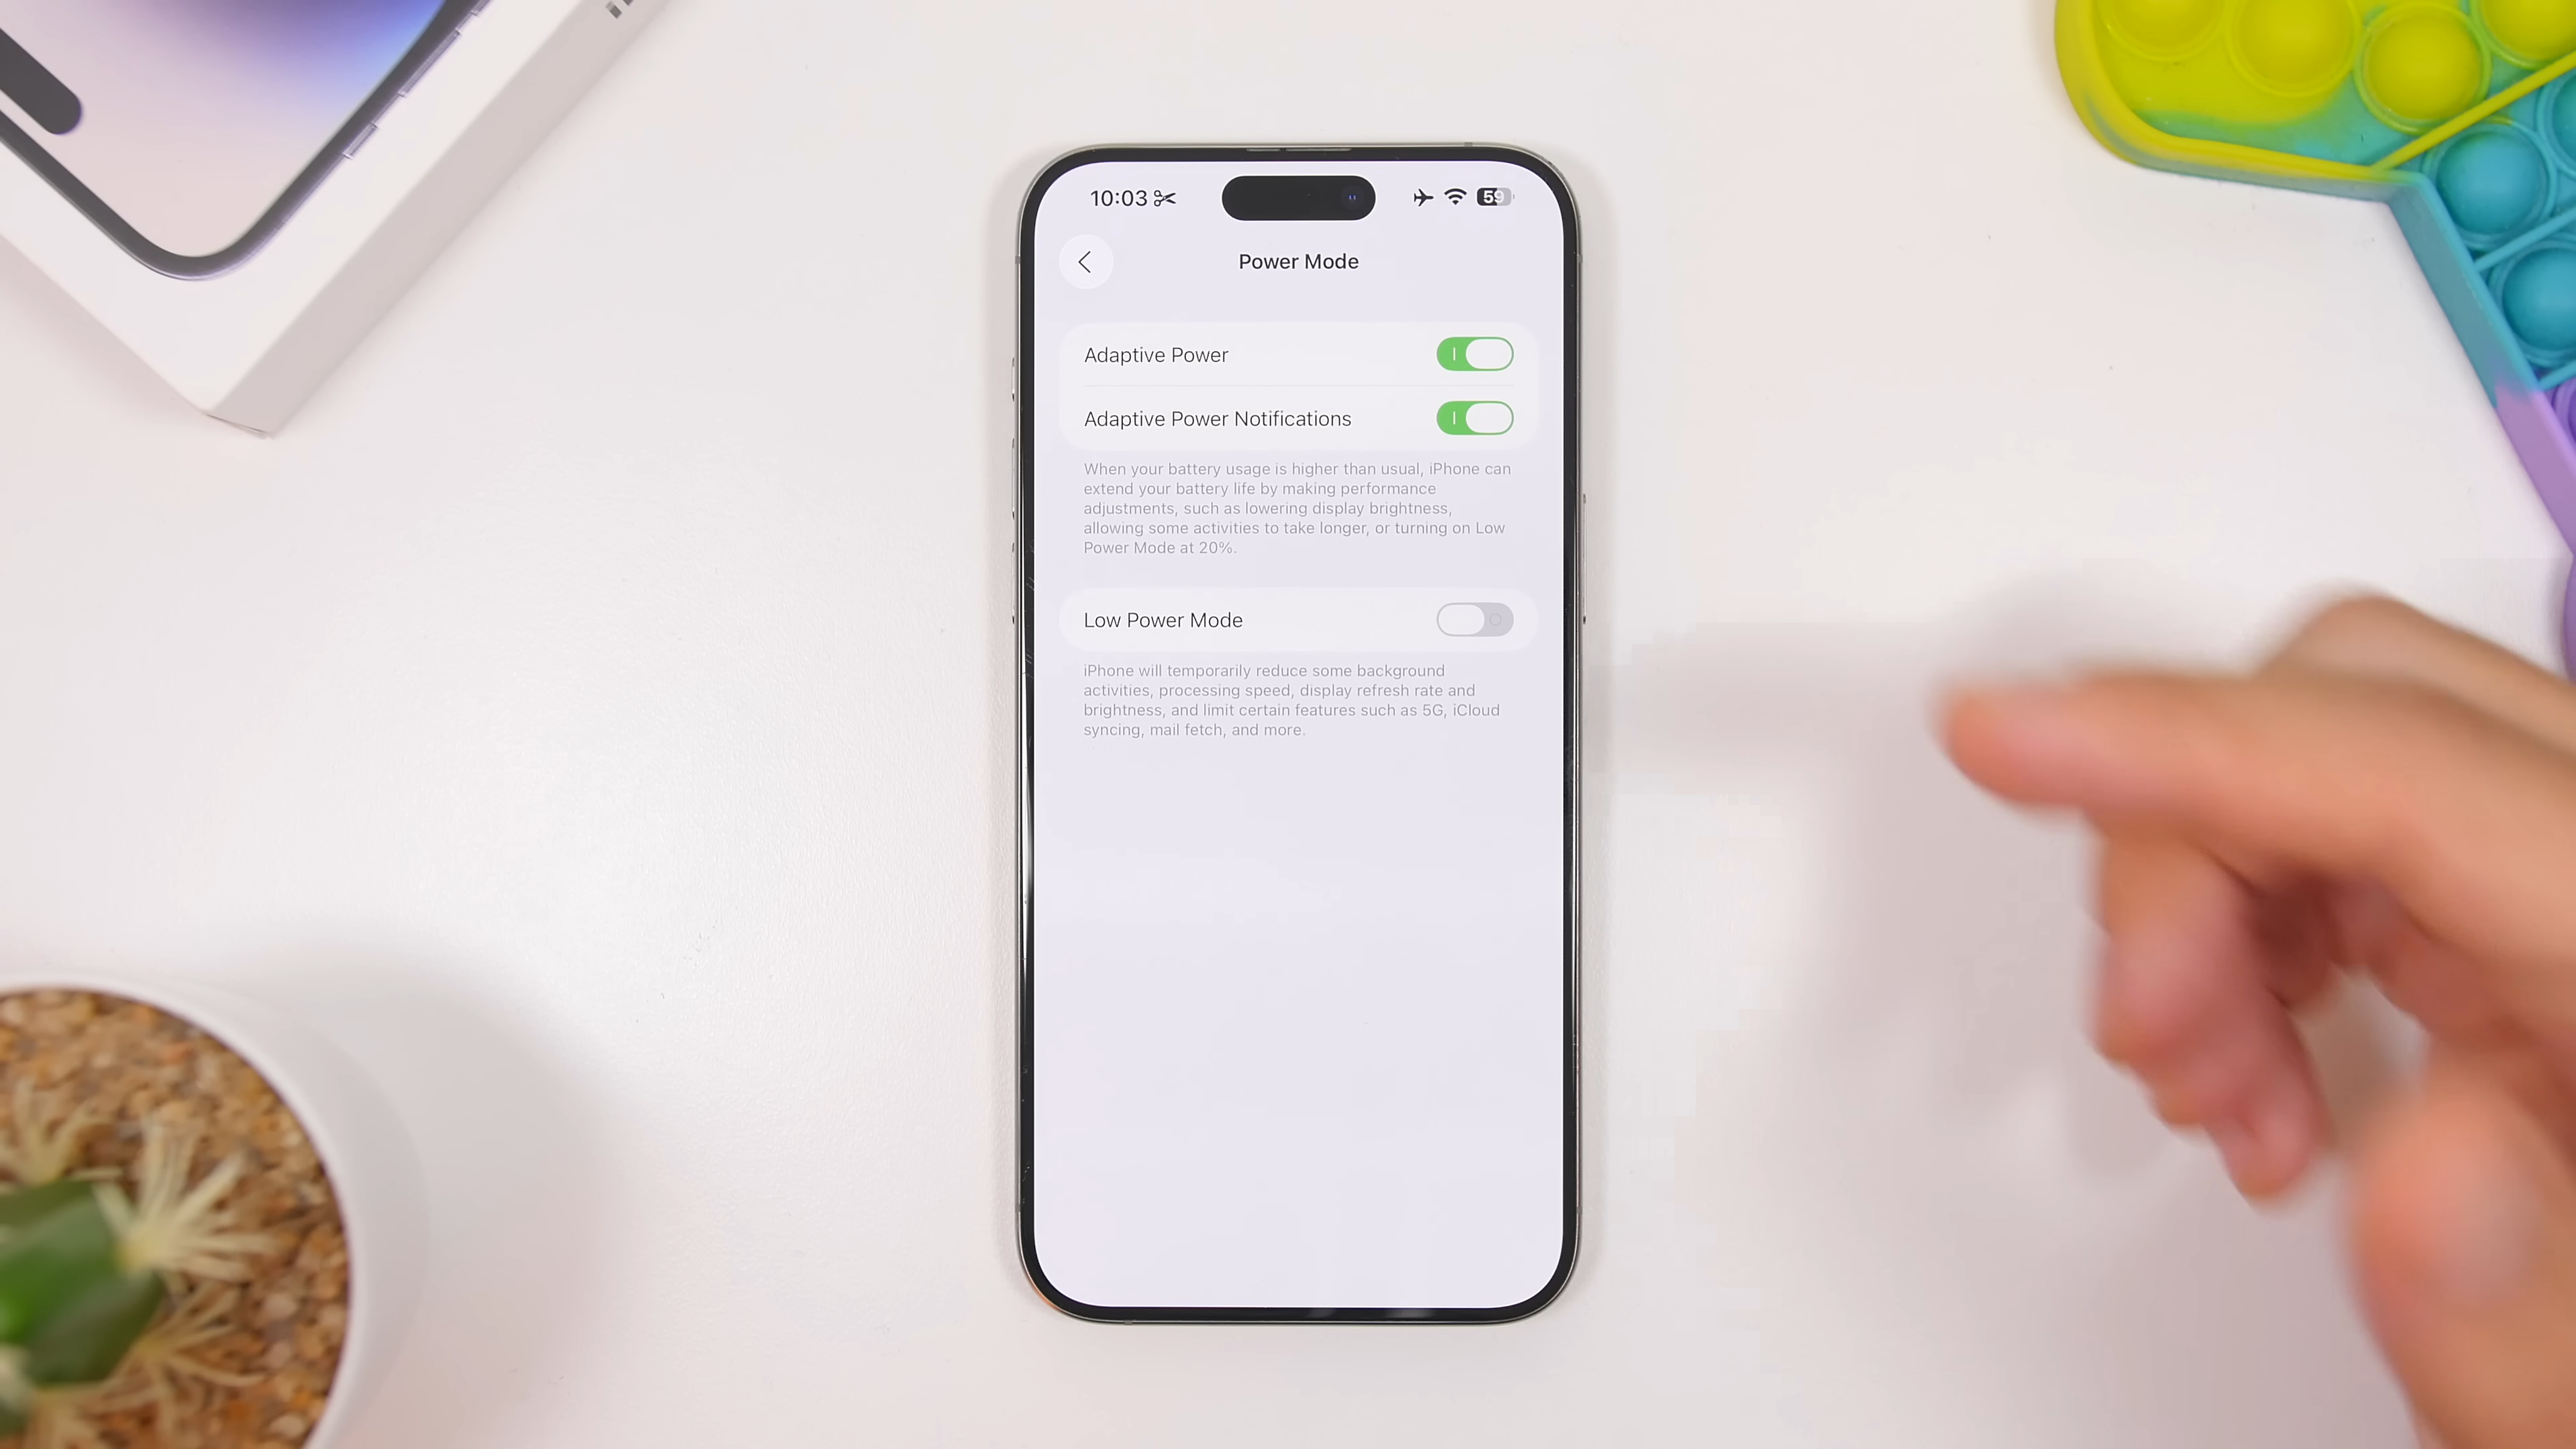 10:03
59
Power Mode
Adaptive Power
Adaptive Power Notifications
When your battery usage is higher than usual, iPhone can
extend your battery life by making performance
adjustments, such as lowering display brightness,
allowing some activities to take longer, or turning on Low
Power Mode at 20%.
Low Power Mode
iPhone will temporarily reduce some background
activities, processing speed, display refresh rate and
brightness, and limit certain features such as 5G, iCloud
syncing, mail fetch, and more.